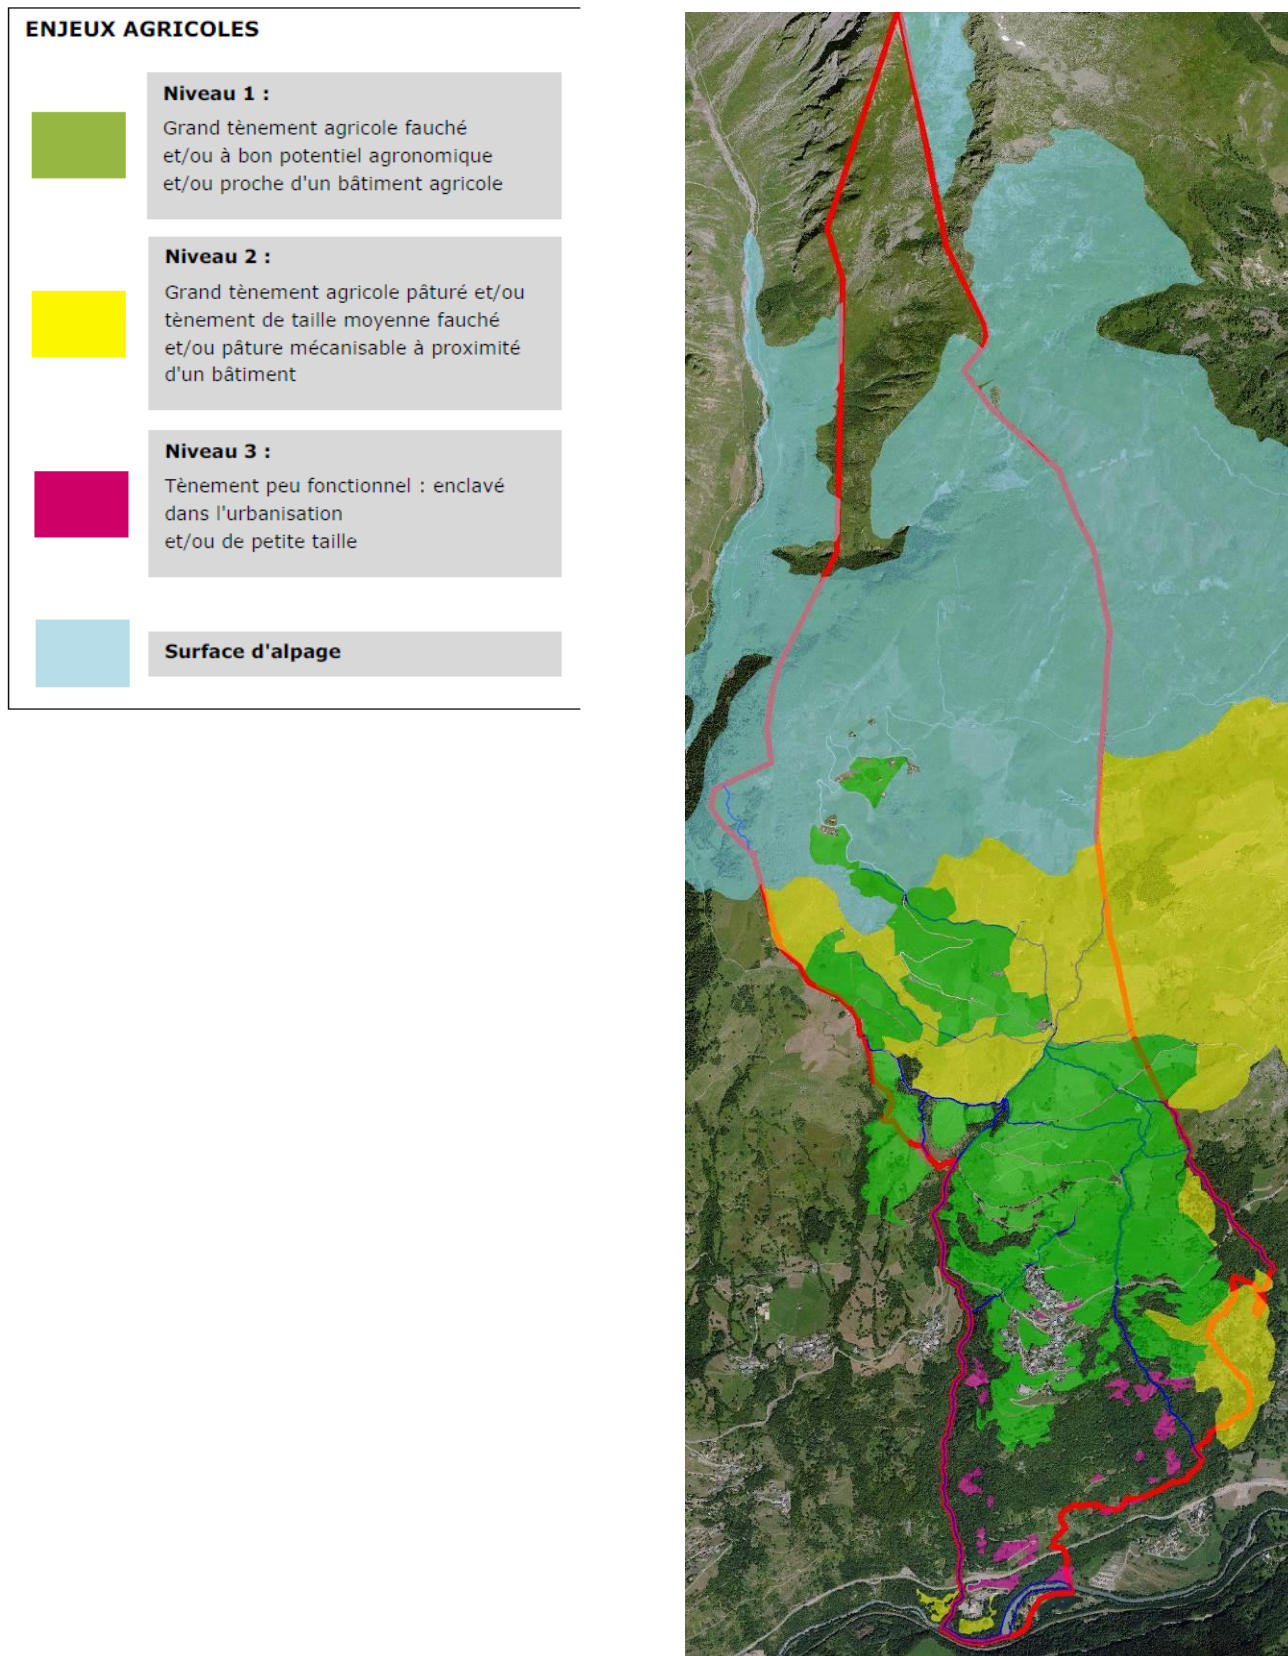 ENJEUX AGRICOLES
Niveau 1 :
Grand tènement agricole fauché
et/ou à bon potentiel agronomique
et/ou proche d'un bâtiment agricole
Niveau 2 :
Grand tènement agricole pâturé et/ou
tènement de taille moyenne fauché
et/ou pâture mécanisable à proximité
d'un bâtiment
Niveau 3 :
Tènement peu fonctionnel : enclavé
dans l'urbanisation
et/ou de petite taille
Surface d'alpage